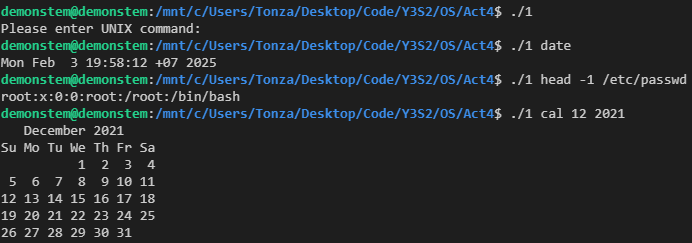 demonstem@demonstem:/mnt/c/Users/Tonza/Desktop/Code/Y3S2/OS/Act4$ ./1
Please enter UNIX command:
demonstem@demonstem:/mnt/c/Users/Tonza/Desktop/Code/Y3S2/OS/Act4$ ./1 date
Mon Feb  3 19:58:12 +07 2025
demonstem@demonstem:/mnt/c/Users/Tonza/Desktop/Code/Y3S2/OS/Act4$ ./1 head -1 /etc/passwd
root:x:0:0:root:/root:/bin/bash
demonstem@demonstem:/mnt/c/Users/Tonza/Desktop/Code/Y3S2/OS/Act4$ ./1 cal 12 2021
   December 2021
Su Mo Tu We Th Fr Sa
          1  2  3  4
 5  6  7  8  9 10 11
12 13 14 15 16 17 18
19 20 21 22 23 24 25
26 27 28 29 30 31